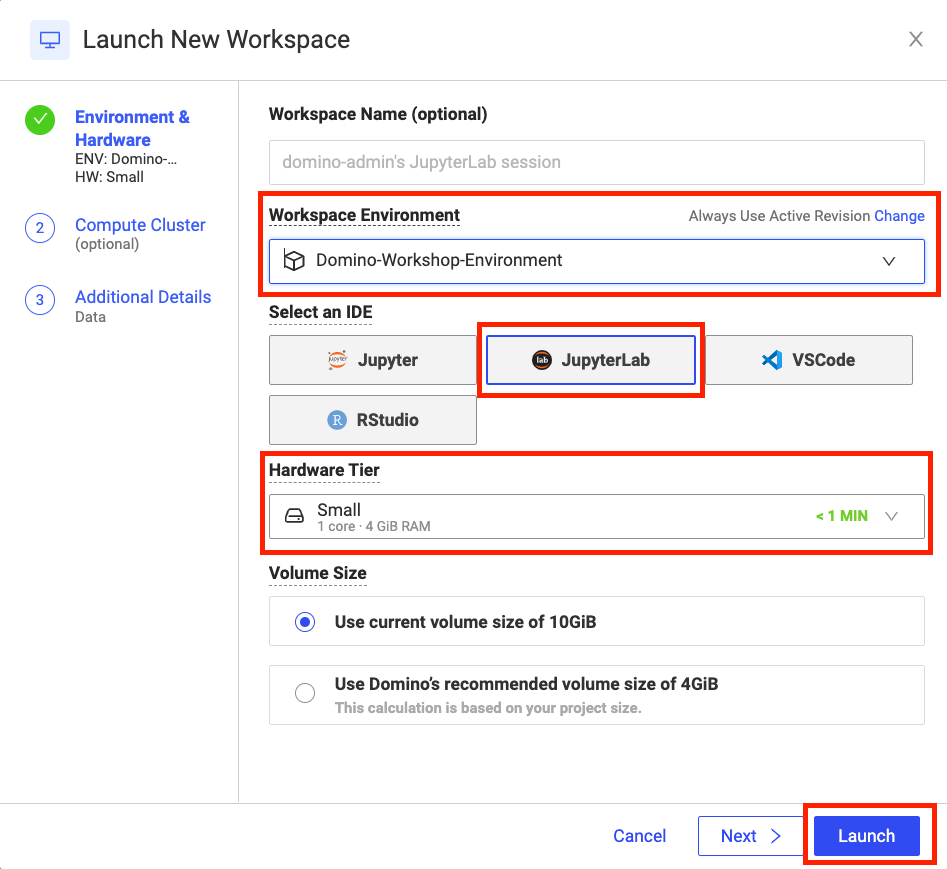 Launch New Workspace
Environment &
Hardware
ENV: Domino-...
HW: Small
2
Compute Cluster
(optional)
3
Additional Details
Data
Workspace Name (optional)
domino-admin's JupyterLab session
Workspace Environment
Always Use Active Revision Change
Domino-Workshop-Environment
Select an IDE
jupyter Jupyter
lab JupyterLab
VSCode
R RStudio
Hardware Tier
Small
1 core · 4 GiB RAM
< 1 MIN
Volume Size
Use current volume size of 10GiB
Use Domino’s recommended volume size of 4GiB
This calculation is based on your project size.
Cancel
Next
Launch